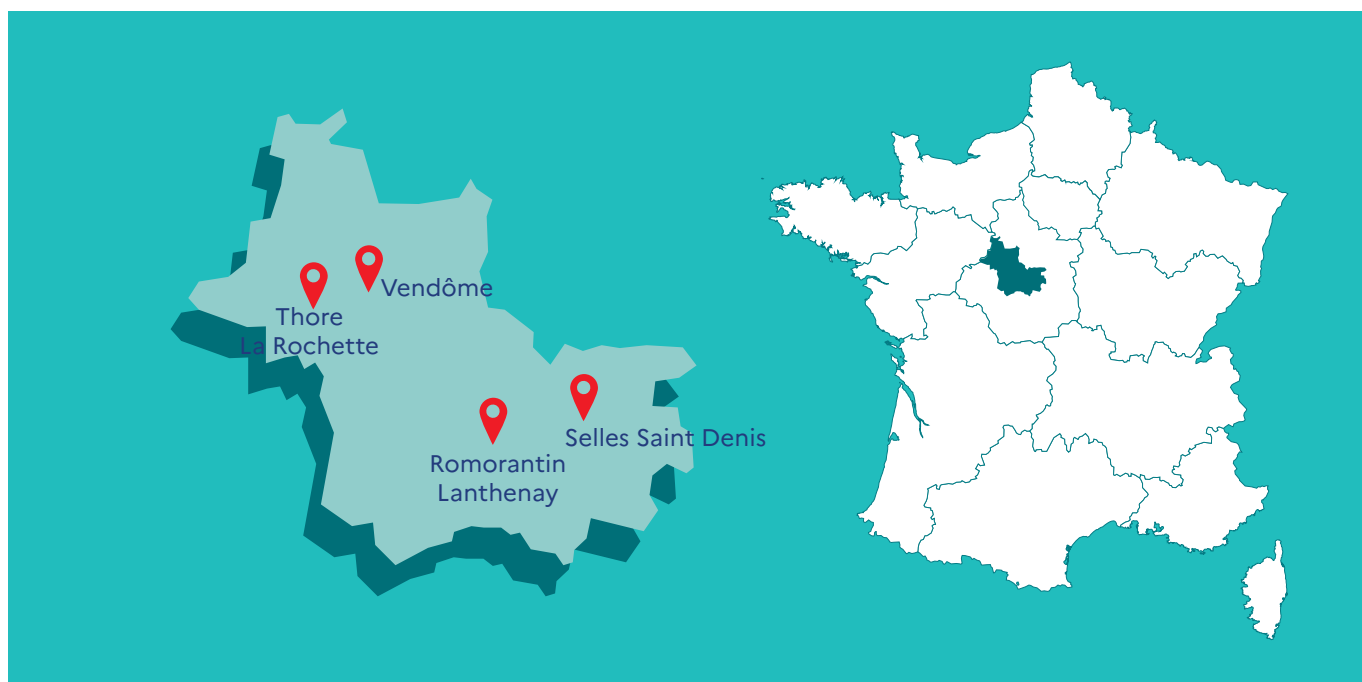 Vendôme
Thore
La Rochette
Selles Saint Denis
Romorantin
Lanthenay